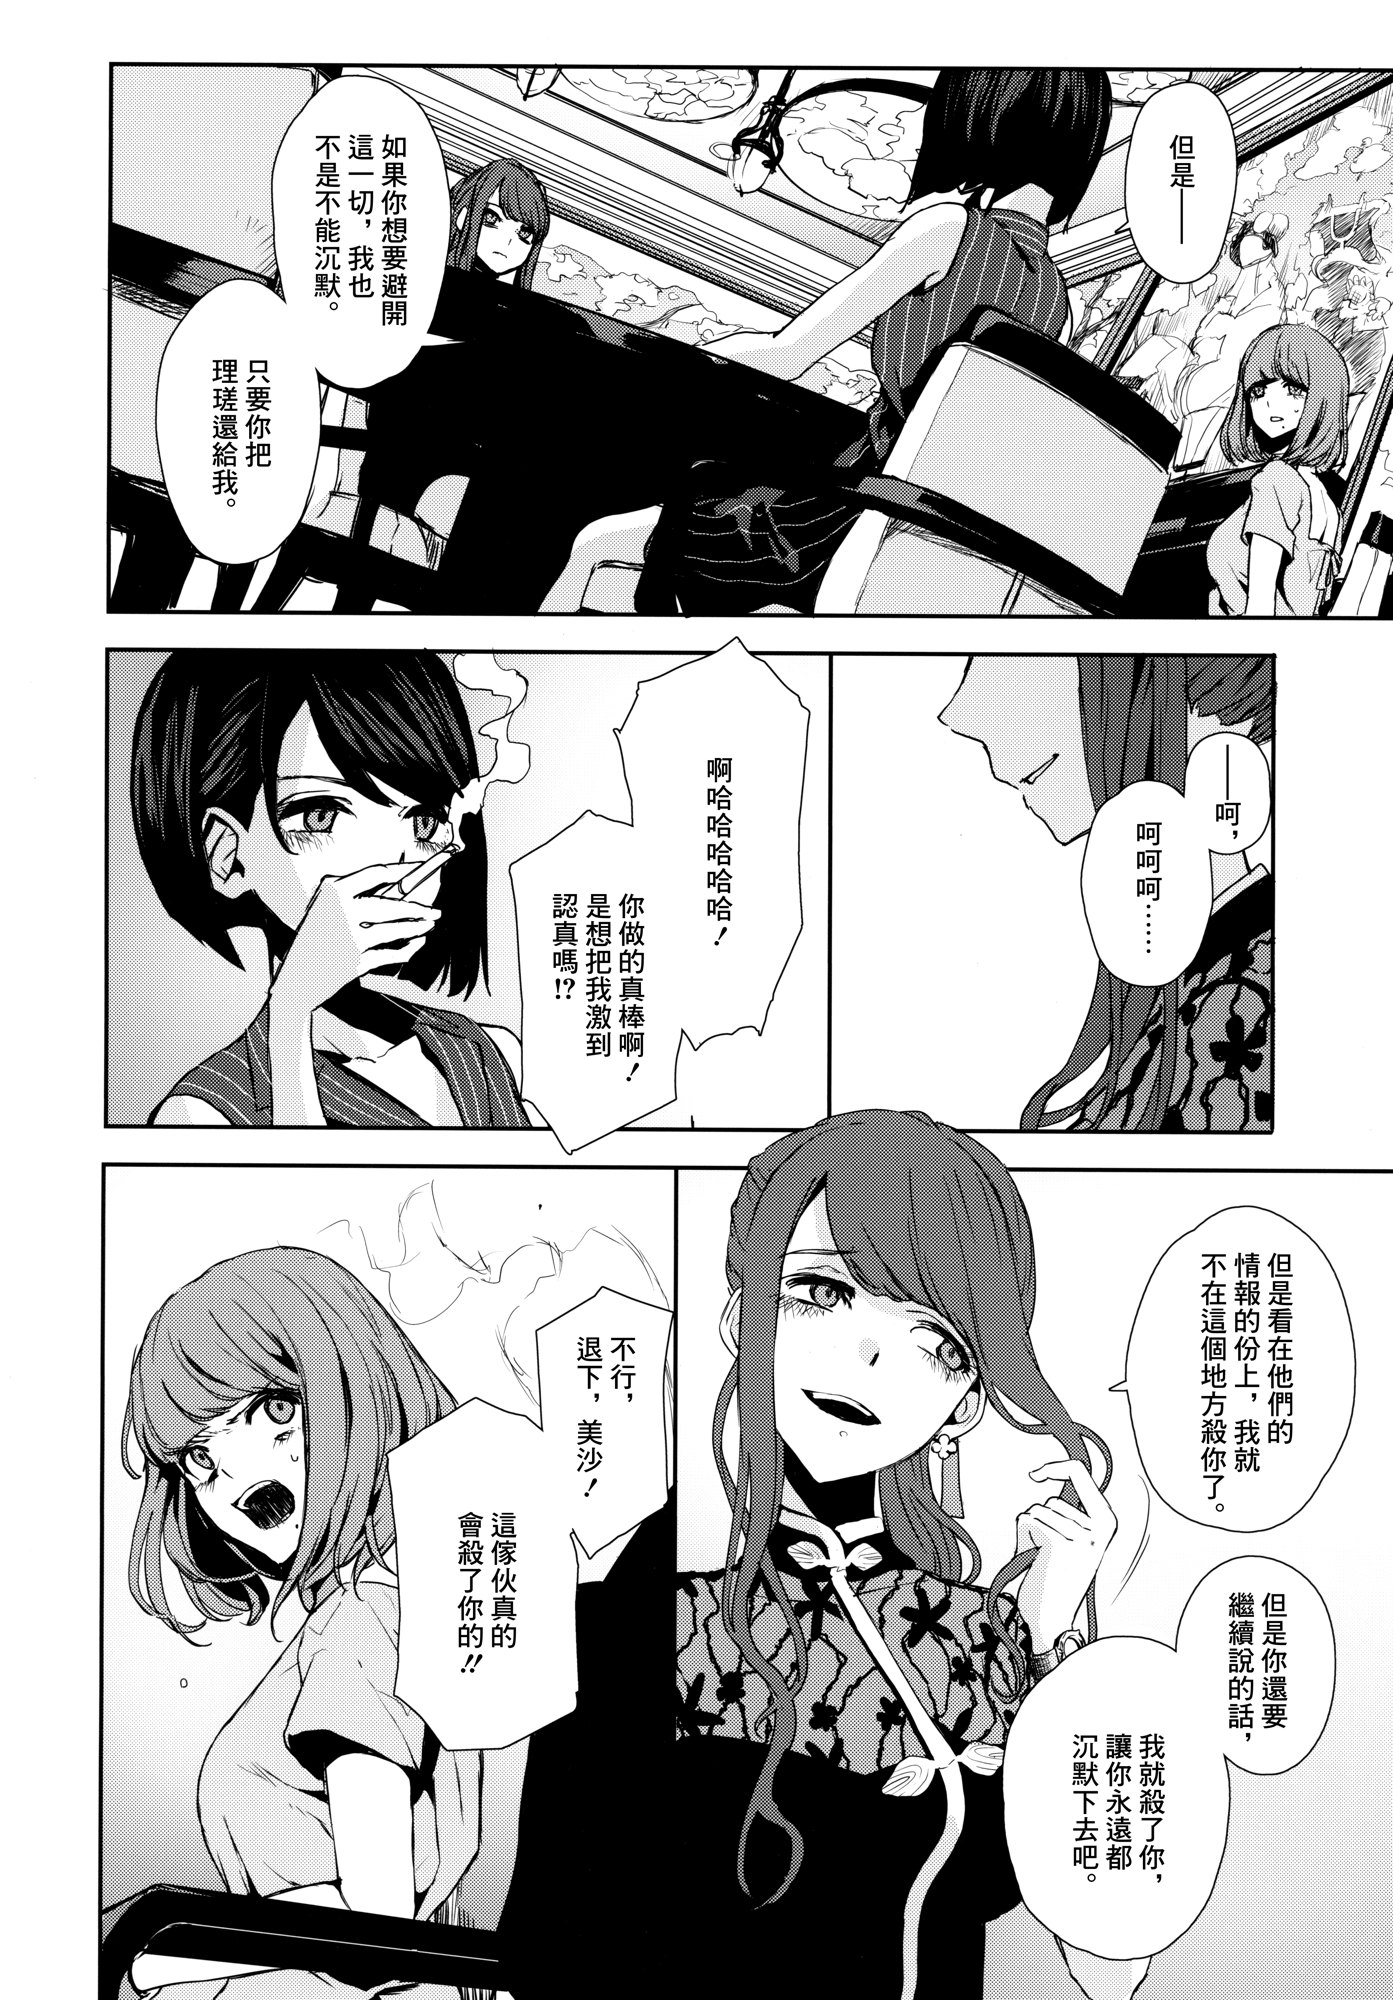 但是——
如果你想要避開
這一切，我也
不是不能沉默。
只要你把
理瑳還給我。
——呵，
呵呵呵……
啊哈哈哈哈哈！
你做的真棒啊！
是想把我激到
認真嗎!?
但是看在他們的
情報的份上，我就
不在這個地方殺你了。
但是你還要
繼續說的話，
我就殺了你，
讓你永遠都
沉默下去吧。
不行，
退下，美沙！
這傢伙真的
會殺了你的!!